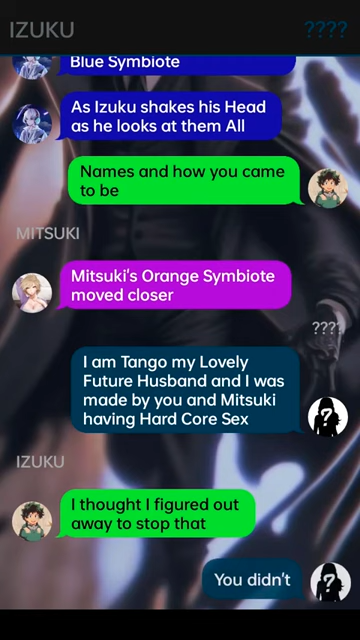 IZUKU
????
Blue Symbiote
As Izuku shakes his Head
as he looks at them All
Names and how you came
to be
MITSUKI
Mitsuki's Orange Symbiote
moved closer
????
I am Tango my Lovely
Future Husband and I was
made by you and Mitsuki
having Hard Core Sex
IZUKU
I thought I figured out
away to stop that
You didn't